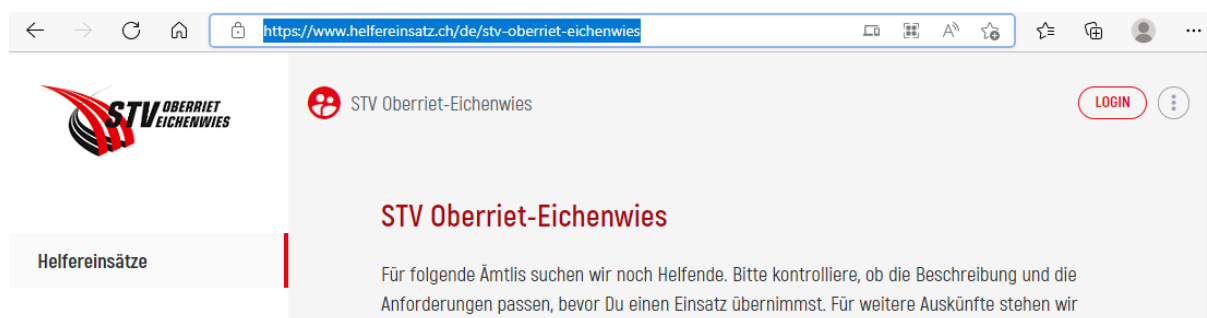 https://www.helfereinsatz.ch/de/stv-oberriet-eichenwies
STV OBERRIET
EICHENWIES
STV Oberriet-Eichenwies
LOGIN
STV Oberriet-Eichenwies
Helfereinsätze
Für folgende Ämtlis suchen wir noch Helfende. Bitte kontrolliere, ob die Beschreibung und die
Anforderungen passen, bevor Du einen Einsatz übernimmst. Für weitere Auskünfte stehen wir